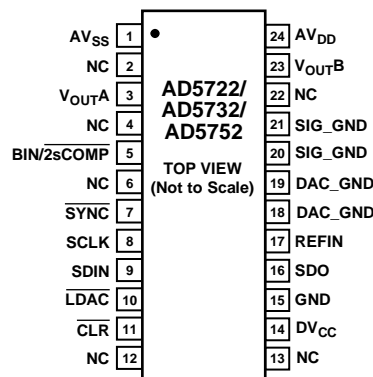 AVSS 1
NC 2
VOUTA 3
NC 4
BIN/2sCOMP 5
NC 6
SYNC 7
SCLK 8
SDIN 9
LDAC 10
CLR 11
NC 12
AD5722/
AD5732/
AD5752
TOP VIEW
(Not to Scale)
24 AVDD
23 VOUTB
22 NC
21 SIG_GND
20 SIG_GND
19 DAC_GND
18 DAC_GND
17 REFIN
16 SDO
15 GND
14 DVCC
13 NC